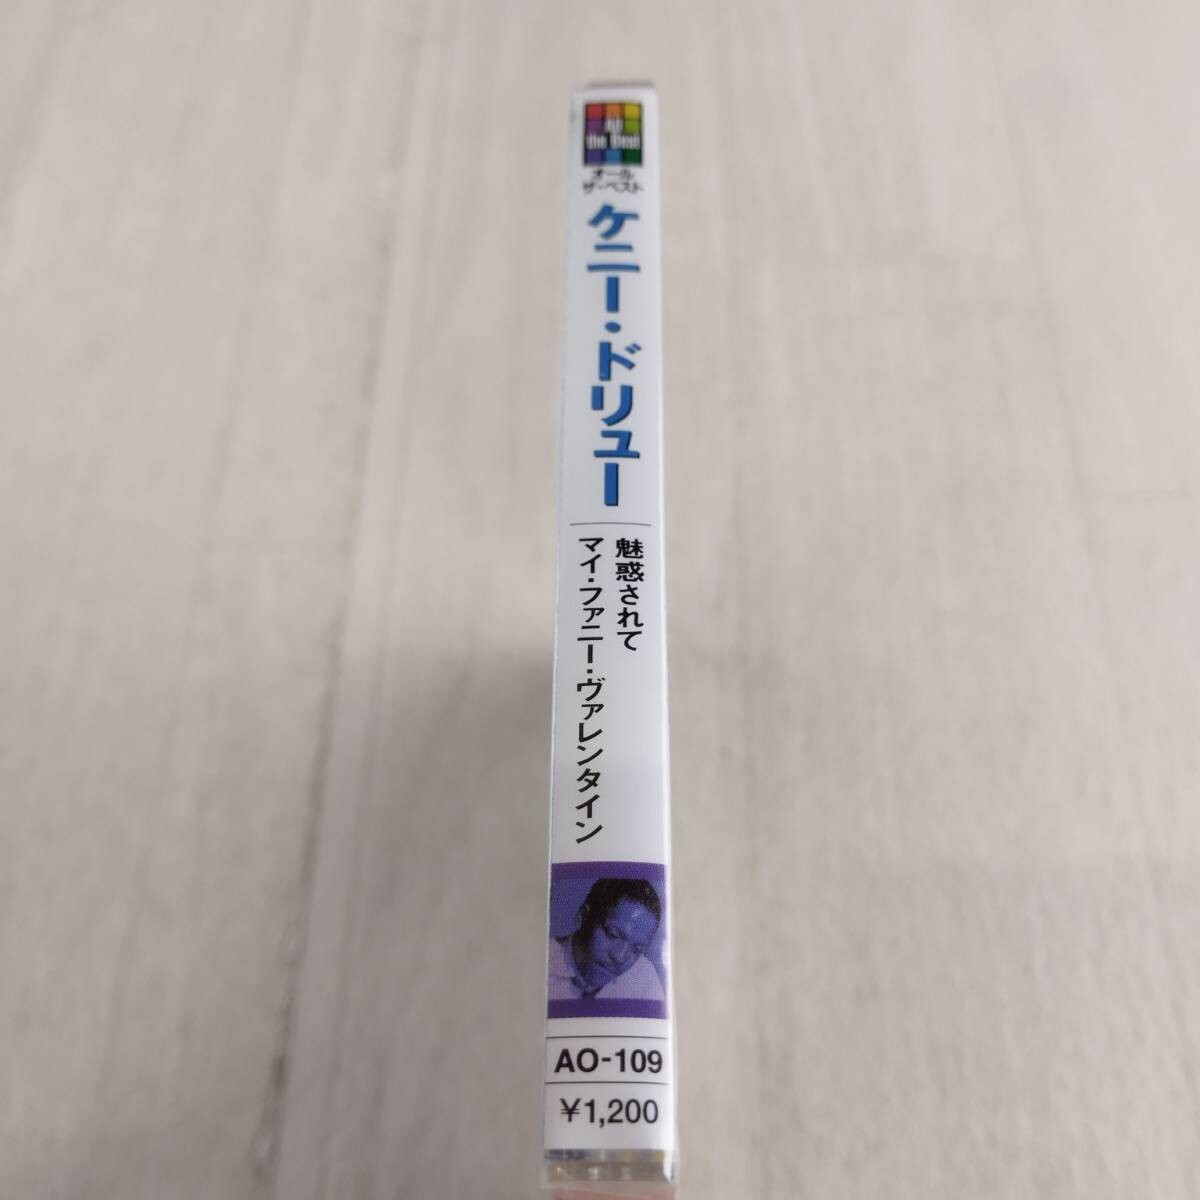 All
the Best
オール
ザ・ベスト
ケニー・ドリュー
魅惑されて
マイ・ファニー・ヴァレンタイン
AO-109
¥1,200